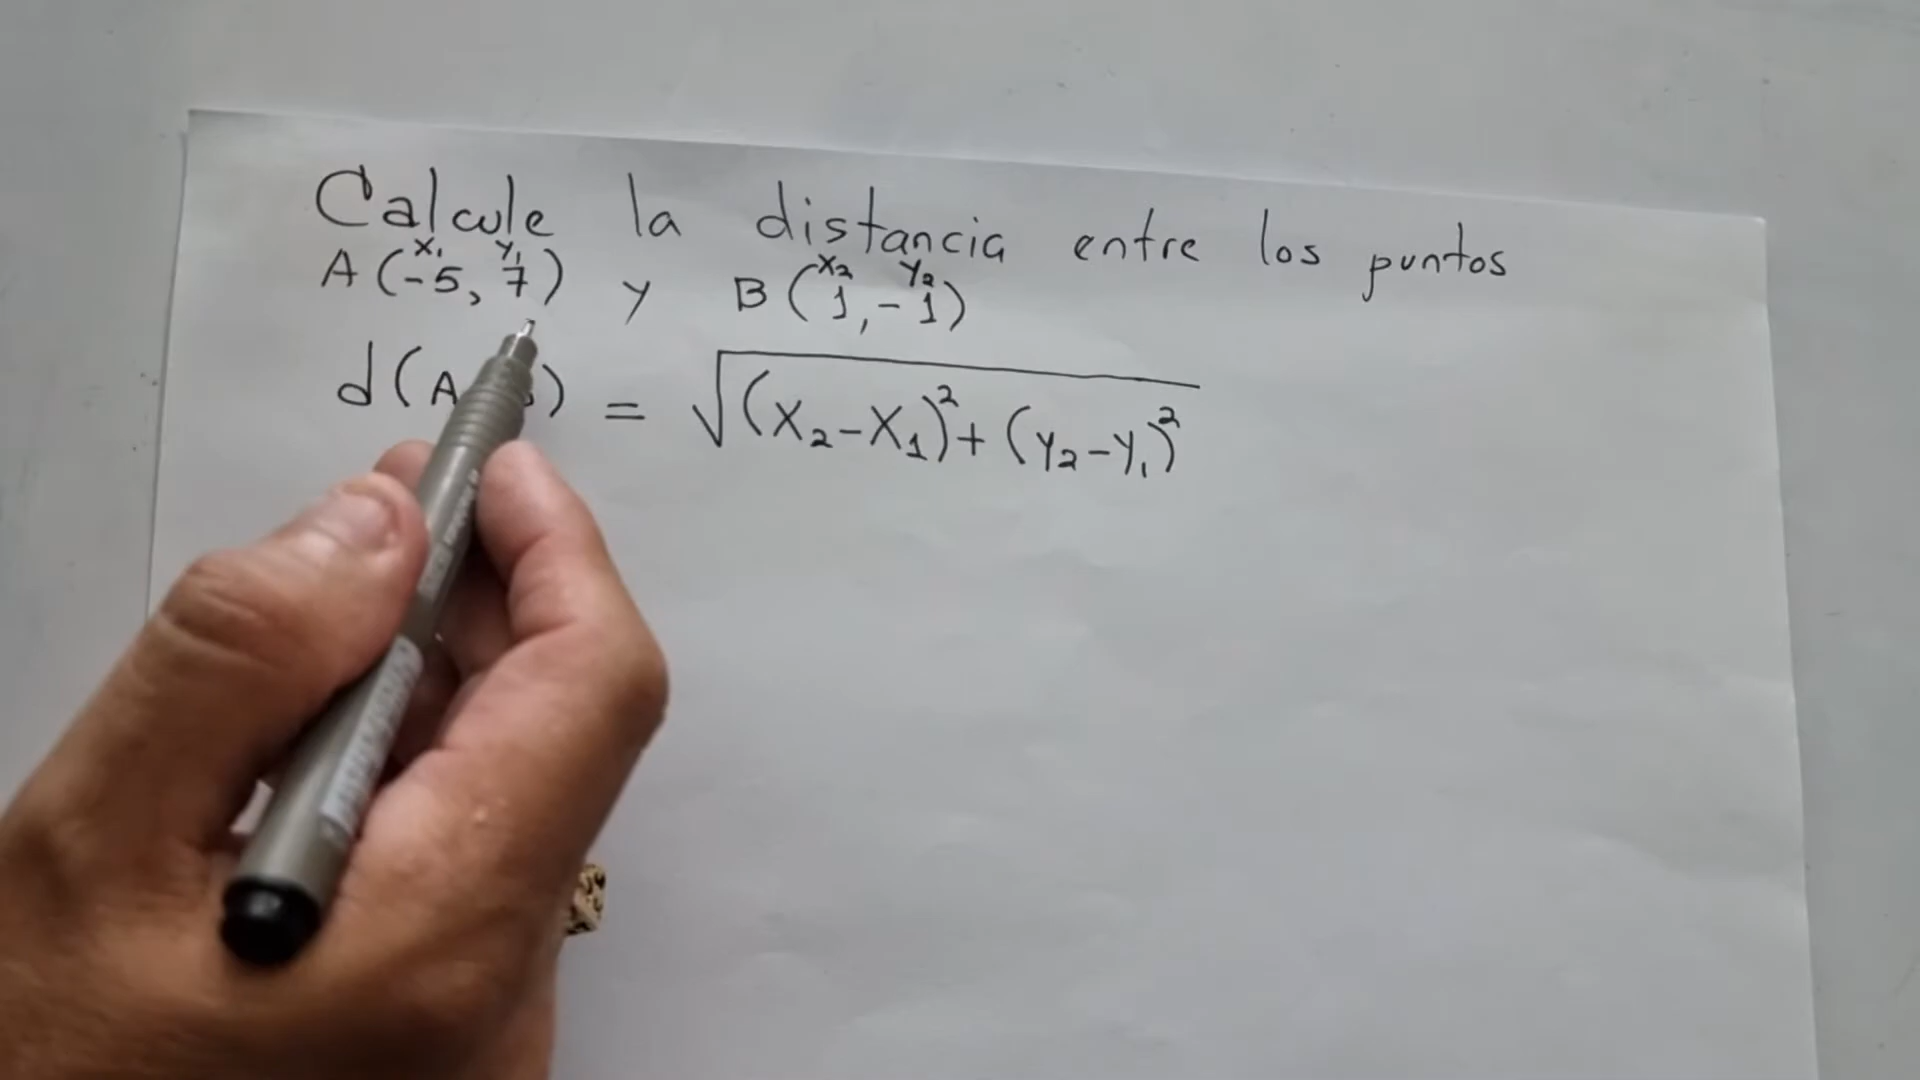 Calcule la distancia entre los puntos
x₁ y₁ x₂ y₂
A(-5, 7) y B(1, -1)
d(A = √(x₂-x₁)²+(y₂-y₁)²